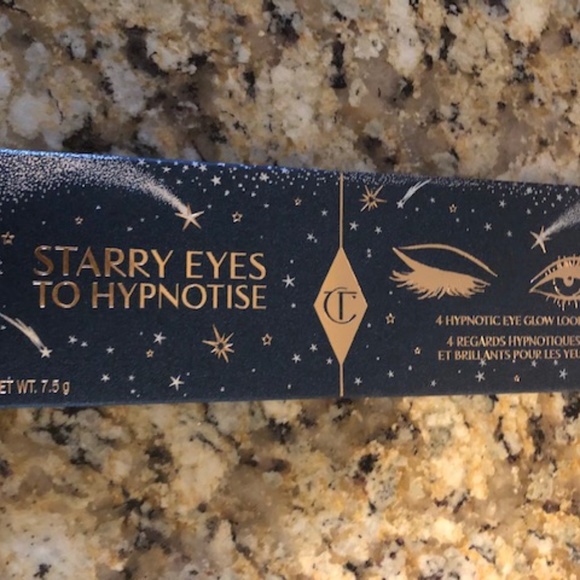 STARRY EYES
TO HYPNOTISE
ET WT. 7.5 g
CT
4 HYPNOTIC EYE GLOW LOO
4 REGARDS HYPNOTIQUES
ET BRILLANTS POUR LES YEU